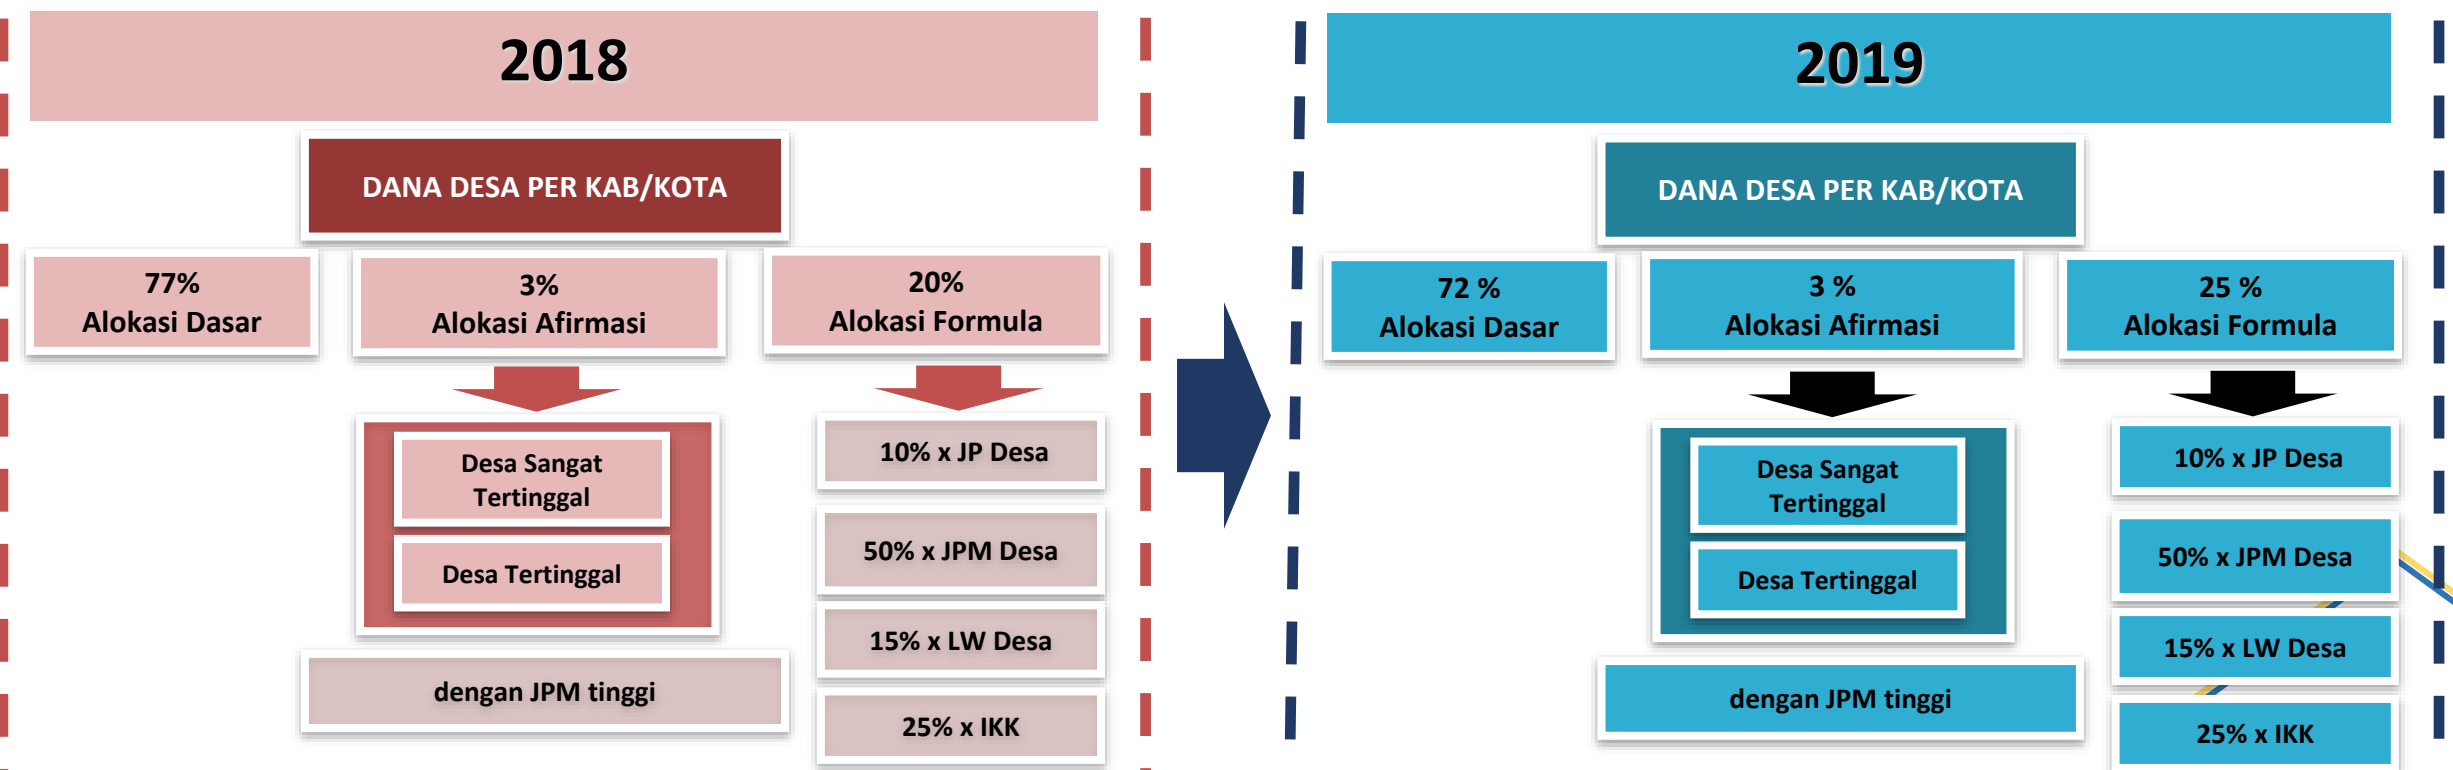 2018
DANA DESA PER KAB/KOTA
77%
Alokasi Dasar
3%
Alokasi Afirmasi
20%
Alokasi Formula
Desa Sangat
Tertinggal
Desa Tertinggal
dengan JPM tinggi
10% x JP Desa
50% x JPM Desa
15% x LW Desa
25% x IKK
2019
DANA DESA PER KAB/KOTA
72 %
Alokasi Dasar
3 %
Alokasi Afirmasi
25 %
Alokasi Formula
Desa Sangat
Tertinggal
Desa Tertinggal
dengan JPM tinggi
10% x JP Desa
50% x JPM Desa
15% x LW Desa
25% x IKK